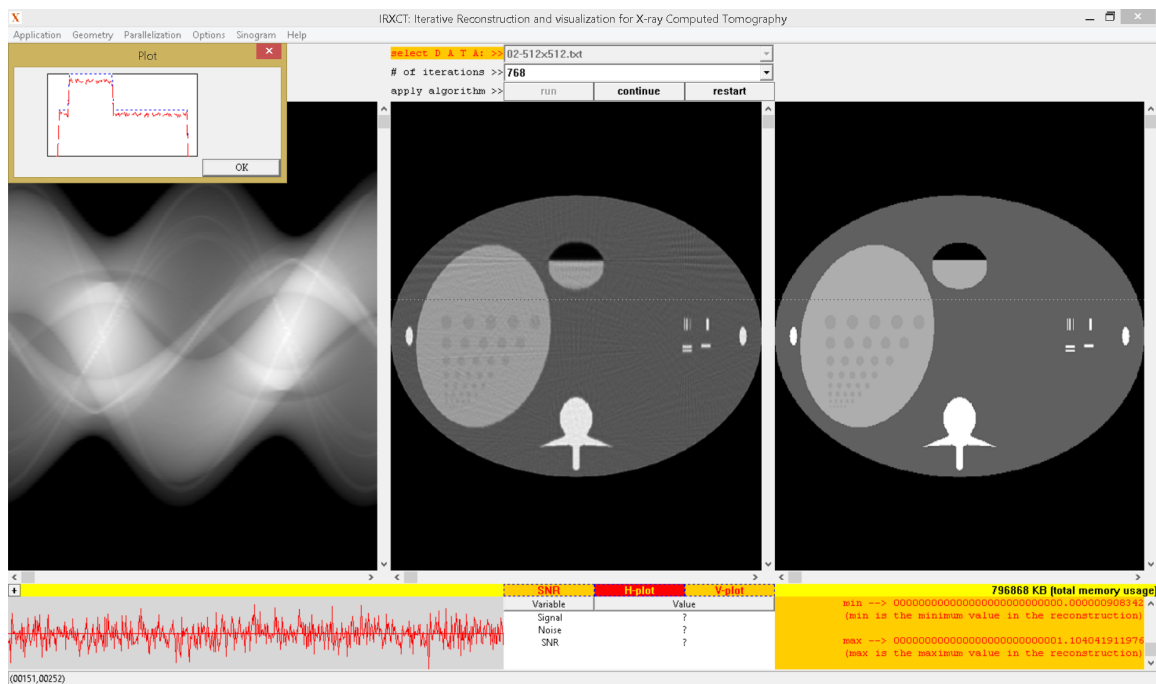 IRXCT: Iterative Reconstruction and visualization for X-ray Computed Tomography
Application Geometry Parallelization Options Sinogram Help
Plot
OK
select D A T A: >> 02-512x512.txt
# of iterations >> 768
apply algorithm >> run continue restart
SNR H-plot V-plot
796868 KB (total memory usage)
Variable Value
Signal ?
Noise ?
SNR ?
min --> 000000000000000000000000000.000000908342
(min is the minimum value in the reconstruction)
max --> 000000000000000000000000001.104041911976
(max is the maximum value in the reconstruction)
(00151,00252)